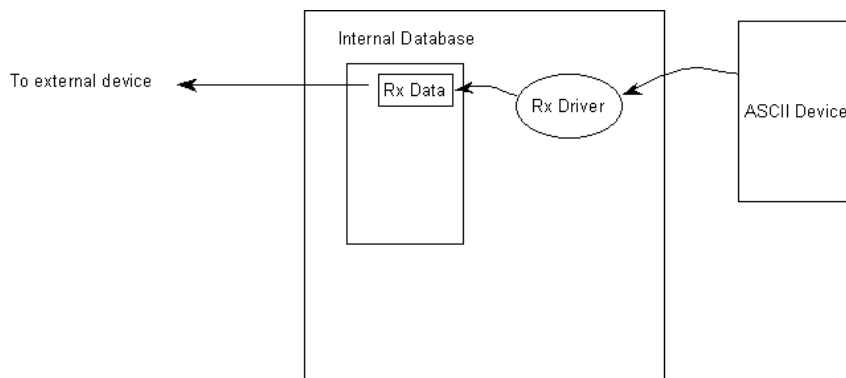 Internal Database
To external device
Rx Data
Rx Driver
ASCII Device